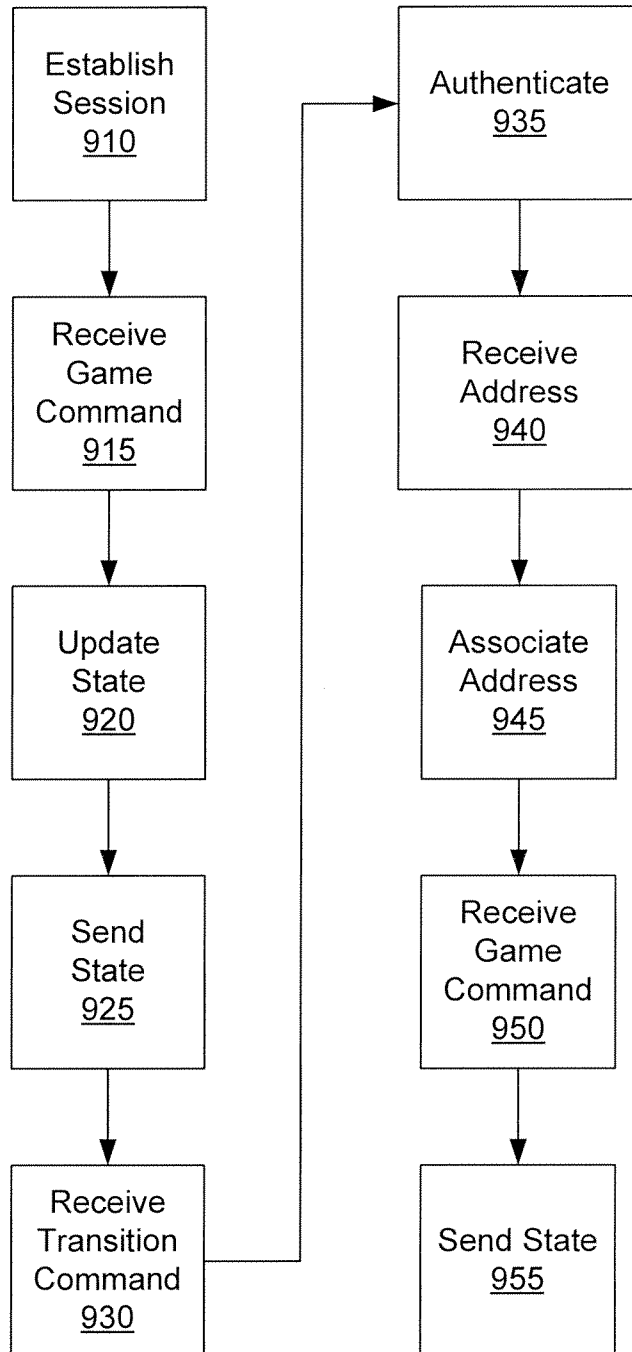 Establish
Session
910
Receive
Game
Command
915
Update
State
920
Send
State
925
Receive
Transition
Command
930
Authenticate
935
Receive
Address
940
Associate
Address
945
Receive
Game
Command
950
Send State
955